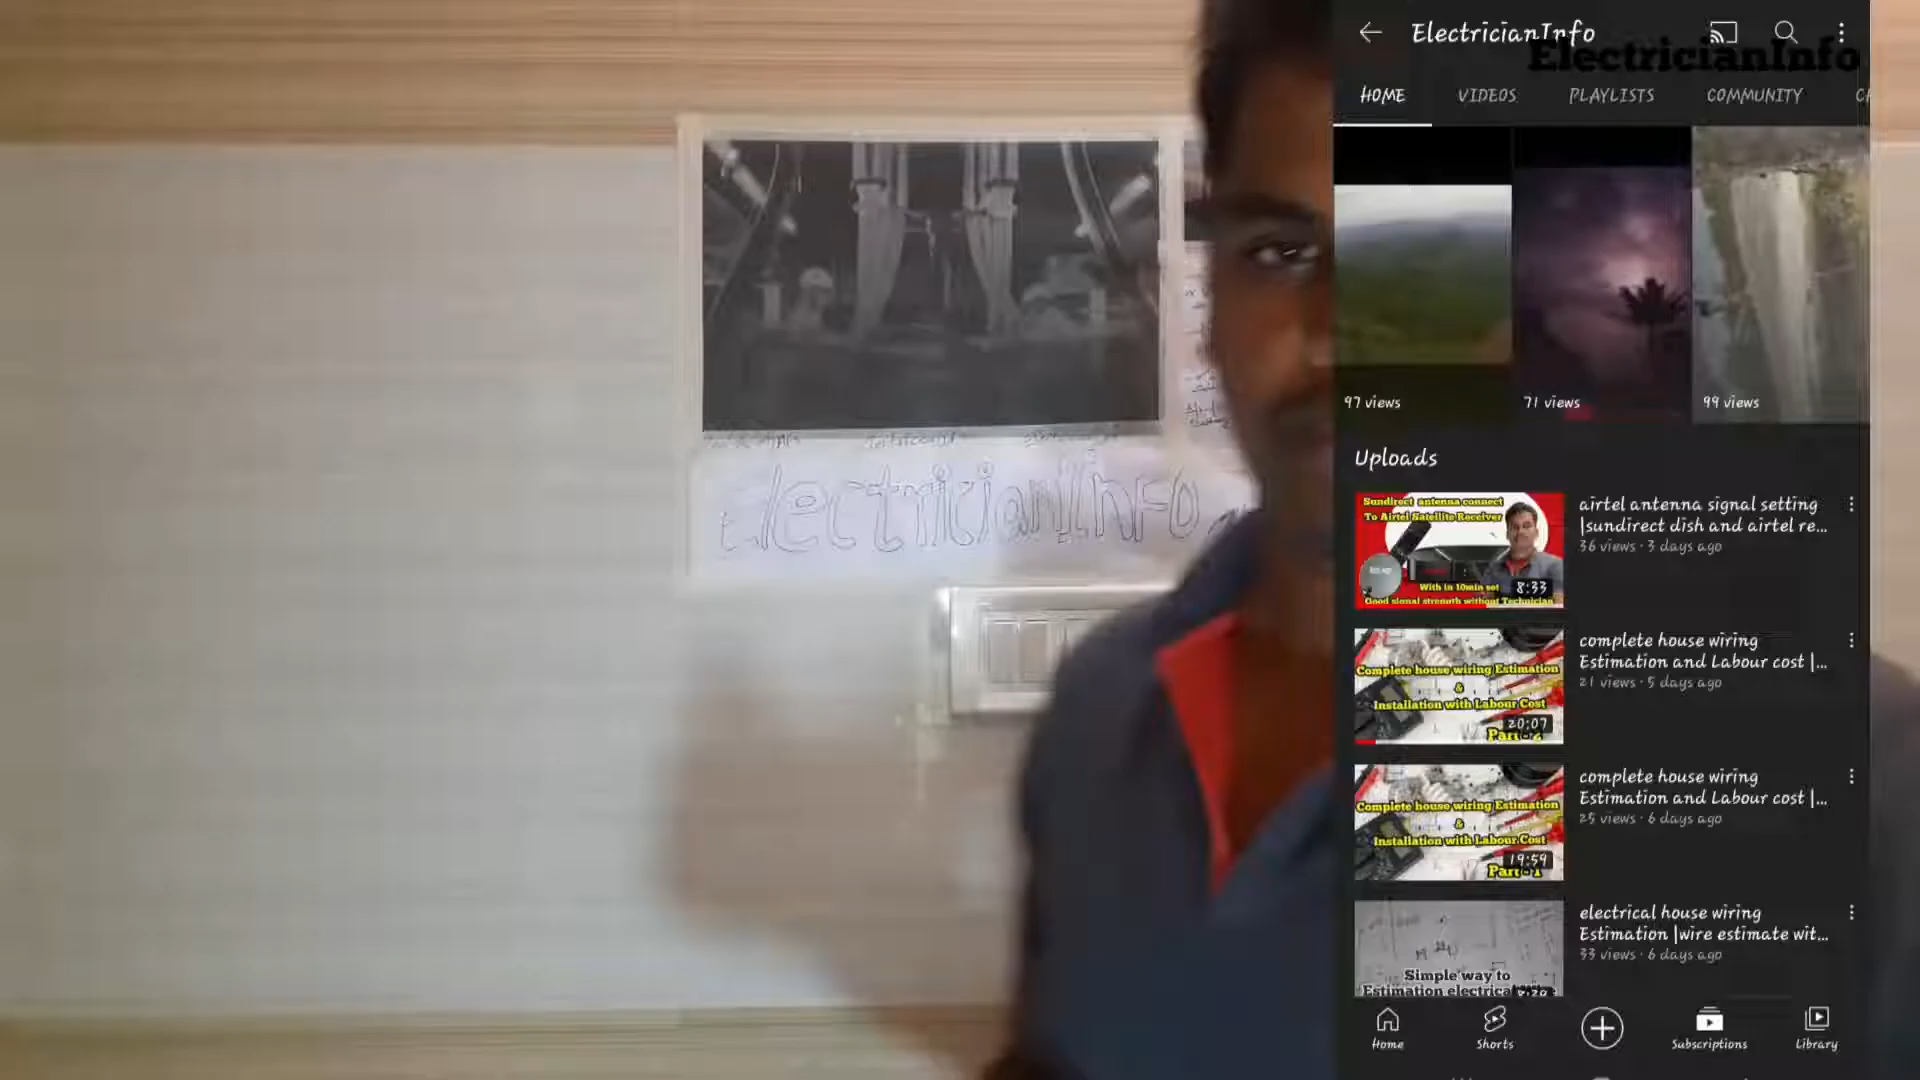 ElectricianInfo
ElectricianInfo
HOME VIDEOS PLAYLISTS COMMUNITY
97 views
71 views
99 views
ElectricianInfo
Uploads
Sundirect antenna connect
To Airtel Satellite Receiver
With in 10min set
8:33
Good signal strength without Technician
airtel antenna signal setting
|sundirect dish and airtel re...
36 views · 3 days ago
Complete house wiring Estimation
&
Installation with Labour Cost
20:07
complete house wiring
Estimation and Labour cost |...
21 views · 5 days ago
Complete house wiring Estimation
&
Installation with Labour Cost
19:59
Part - 1
complete house wiring
Estimation and Labour cost |...
25 views · 6 days ago
Simple way to
Estimation electrical
electrical house wiring
Estimation |wire estimate wit...
33 views · 6 days ago
Home Shorts Subscriptions Library